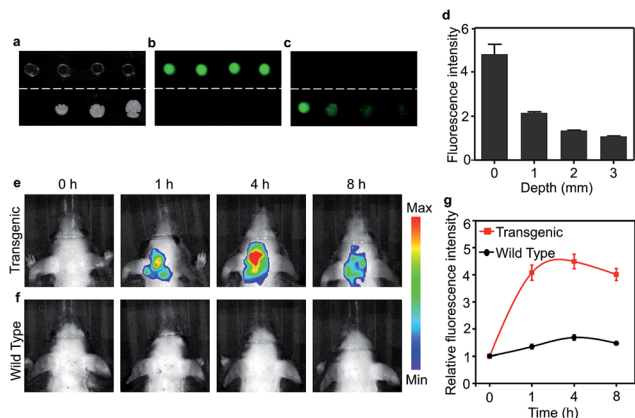 a
b
c
d
Fluorescence intensity
6
4
2
0
0 1 2 3
Depth (mm)
e
0 h 1 h 4 h 8 h
Transgenic
Max
f
Wild Type
Min
g
Relative fluorescence intensity
6
5
4
3
2
1
0
Transgenic
Wild Type
0 1 4 8
Time (h)